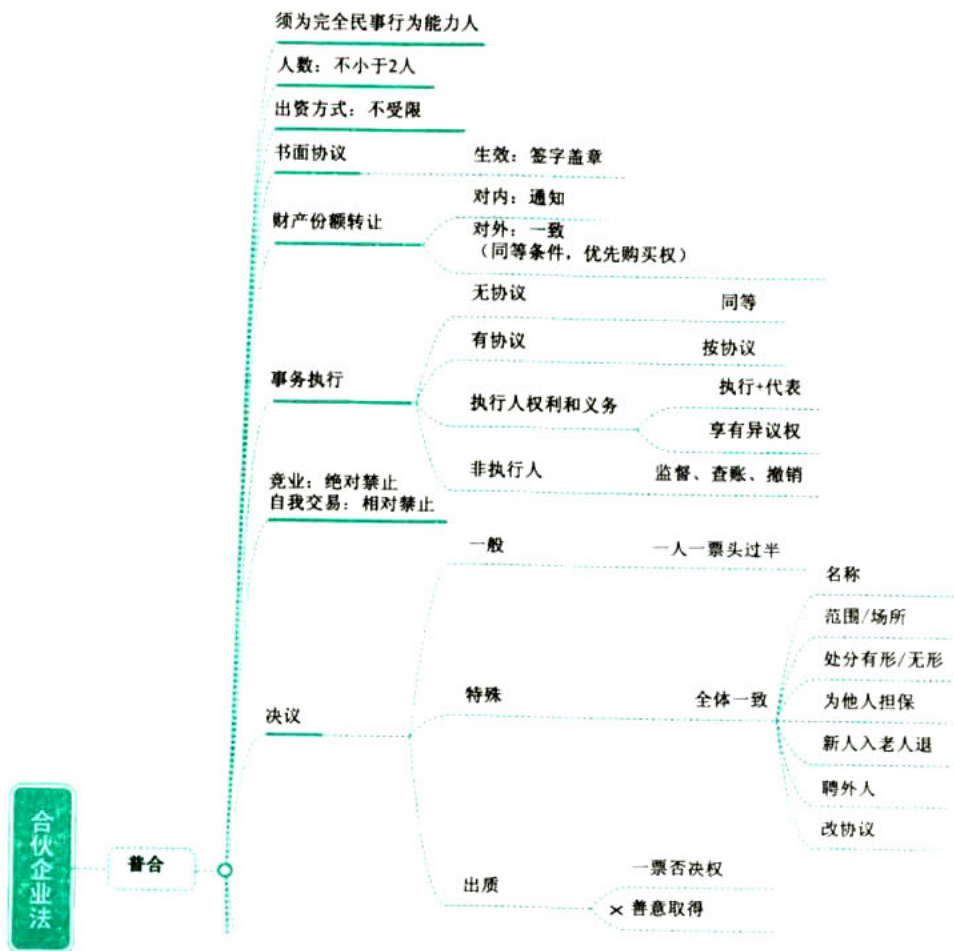 须为完全民事行为能力人
人数：不小于2人
出资方式：不受限
书面协议
生效：签字盖章
财产份额转让
对内：通知
对外：一致
（同等条件，优先购买权）
事务执行
无协议
同等
有协议
按协议
执行人权利和义务
执行+代表
享有异议权
非执行人
监督、查账、撤销
竞业：绝对禁止
自我交易：相对禁止
决议
一般
一人一票头过半
特殊
全体一致
名称
范围/场所
处分有形/无形
为他人担保
新人入老人退
聘外人
改协议
出质
一票否决权
× 善意取得
合伙企业法
普合